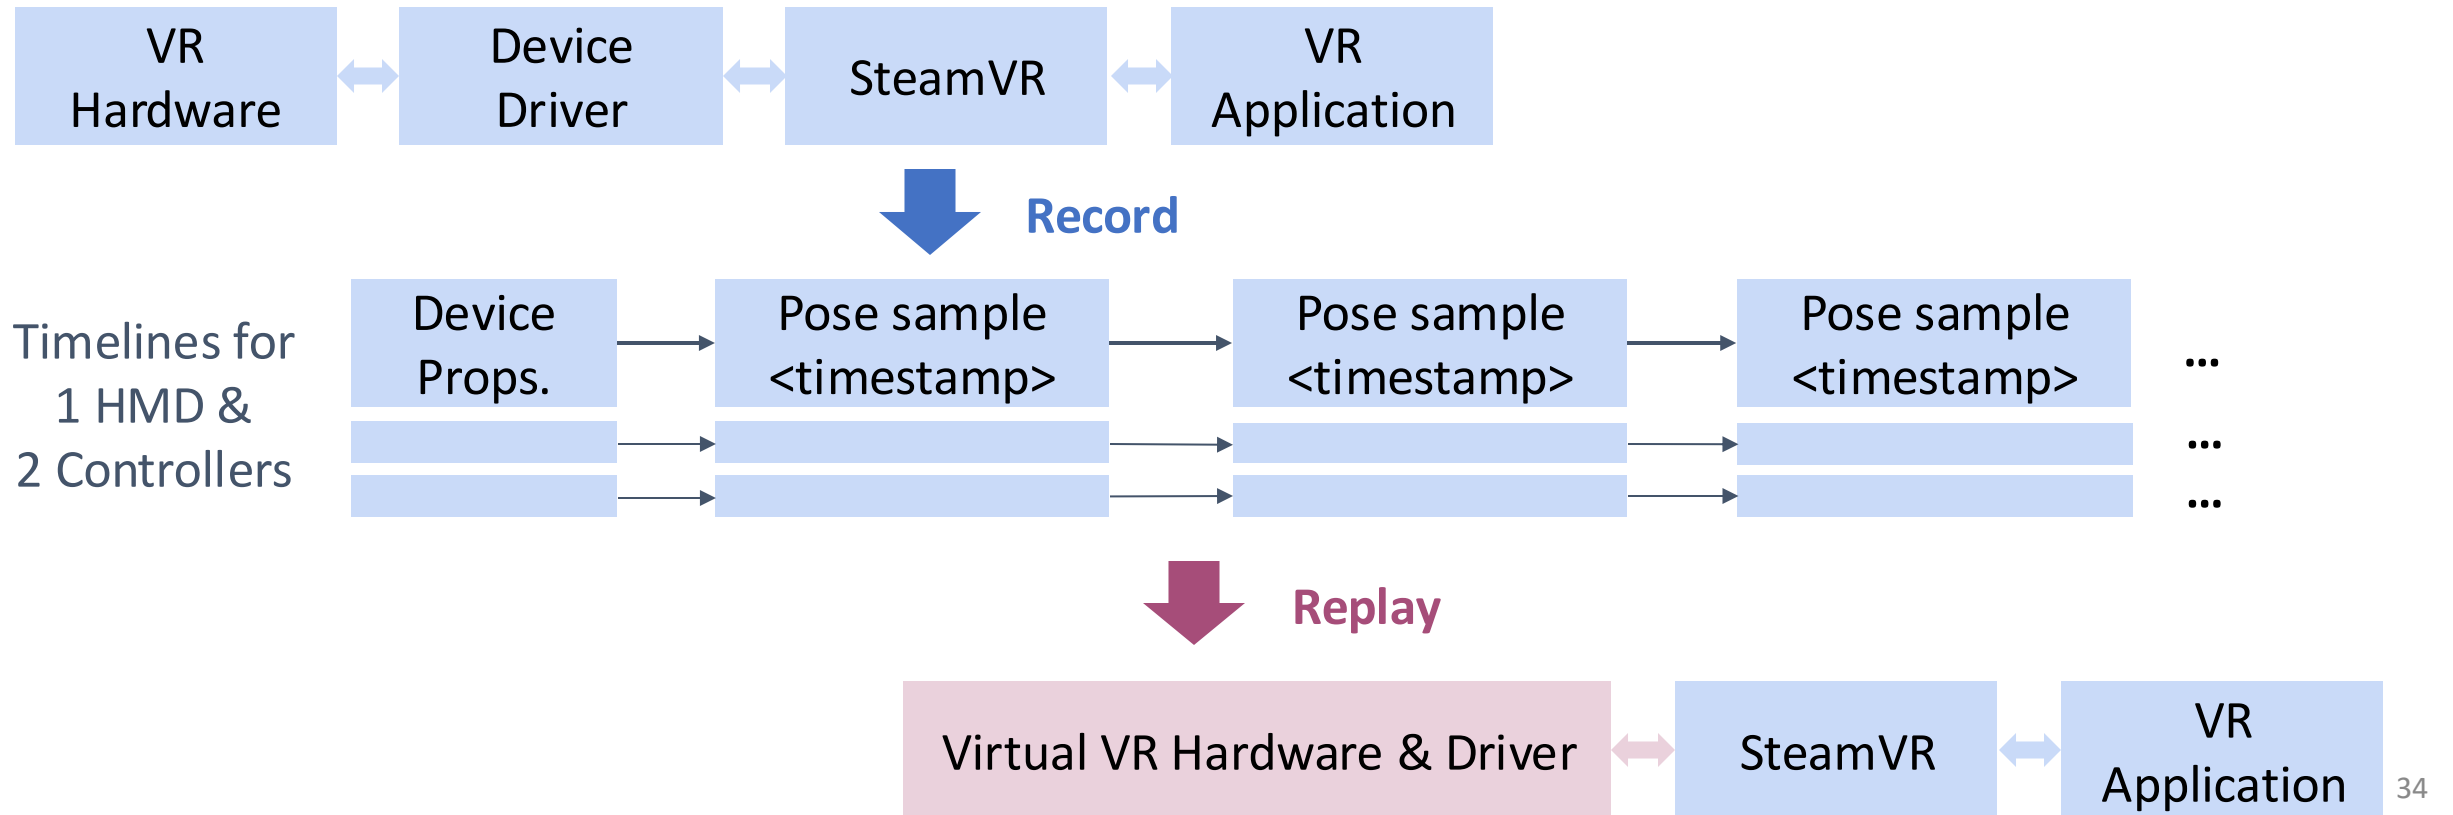 VR
Hardware
Device
Driver
SteamVR
VR
Application
Record
Timelines for
1 HMD &
2 Controllers
Device
Props.
Pose sample
<timestamp>
Pose sample
<timestamp>
Pose sample
<timestamp>
...
...
...
Replay
Virtual VR Hardware & Driver
SteamVR
VR
Application
34